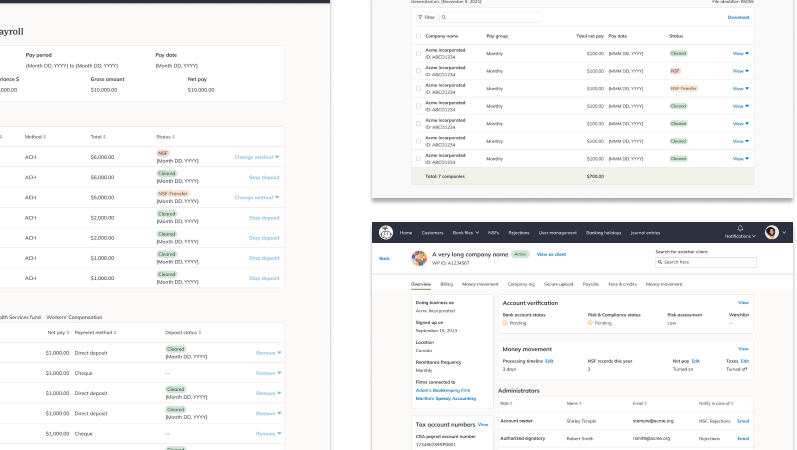 ayroll
Pay period
Pay date
{Month DD, YYYY} to {Month DD, YYYY}
{Month DD, YYYY}
riance $
Gross amount
Net pay
000.00
$10,000.00
$10,000.00
Method
Total
Status
ACH
$6,000.00
NSF
{Month DD, YYYY}
Change method
ACH
$6,000.00
Cleared
{Month DD, YYYY}
Stop deposit
ACH
$5,000.00
NSF-Transfer
{Month DD, YYYY}
Change method
ACH
$2,000.00
Cleared
{Month DD, YYYY}
Stop deposit
ACH
$2,000.00
Cleared
{Month DD, YYYY}
Stop deposit
ACH
$1,000.00
Cleared
{Month DD, YYYY}
Stop deposit
ACH
$1,000.00
Cleared
{Month DD, YYYY}
Stop deposit
lth Services fund
Workers' Compensation
Net pay
Payment method
Deposit status
$1,000.00
Direct deposit
Cleared
{Month DD, YYYY}
Remove
$1,000.00
Cheque
--
Remove
$1,000.00
Direct deposit
Cleared
{Month DD, YYYY}
Remove
$1,000.00
Direct deposit
Cleared
{Month DD, YYYY}
Remove
$1,000.00
Cheque
--
Remove
Cleared
Generated on: {November 9, 2021}
File identifier:
Filter
Download
Company name
Pay group
Total net pay
Pay date
Status
Acme Incorporated
ID: ABCD1234
Monthly
$100.00
{MMM DD, YYYY}
Cleared
View
Acme Incorporated
ID: ABCD1234
Monthly
$100.00
{MMM DD, YYYY}
NSF
View
Acme Incorporated
ID: ABCD1234
Monthly
$100.00
{MMM DD, YYYY}
NSF-Transfer
View
Acme Incorporated
ID: ABCD1234
Monthly
$100.00
{MMM DD, YYYY}
Cleared
View
Acme Incorporated
ID: ABCD1234
Monthly
$100.00
{MMM DD, YYYY}
Cleared
View
Acme Incorporated
ID: ABCD1234
Monthly
$100.00
{MMM DD, YYYY}
Cleared
View
Acme Incorporated
ID: ABCD1234
Monthly
$100.00
{MMM DD, YYYY}
Cleared
View
Total: 7 companies
$700.00
Home
Customers
Bank files
NSFs
Rejections
User management
Banking holidays
Journal entries
Notifications
Back
A very long company name
Active
View as client
WP ID: A1234567
Search for another client
Search here
Overview
Billing
Money movement
Company log
Secure upload
Payrolls
Fees & credits
Money movement
Doing business as
Acme Incorporated
Signed up on
September 15, 2023
Location
Canada
Remittance frequency
Monthly
Firms connected to
Adam's Bookkeeping Firm
Martha's Speedy Accounting
Tax account numbers
View
CRA payroll account number
123456789RP0001
Account verification
View
Bank account status
Risk & Compliance status
Risk assessment
Watchlist
Pending
Pending
Low
--
Money movement
View
Processing timeline Edit
NSF records this year
Net pay Edit
Taxes Edit
3 days
2
Turned on
Turned off
Administrators
Role
Name
Email
Notify in case of
Account owner
Shirley Temple
stemple@acme.org
NSF, Rejections
Email
Authorized signatory
Robert Smith
rsmith@acme.org
Rejections
Email